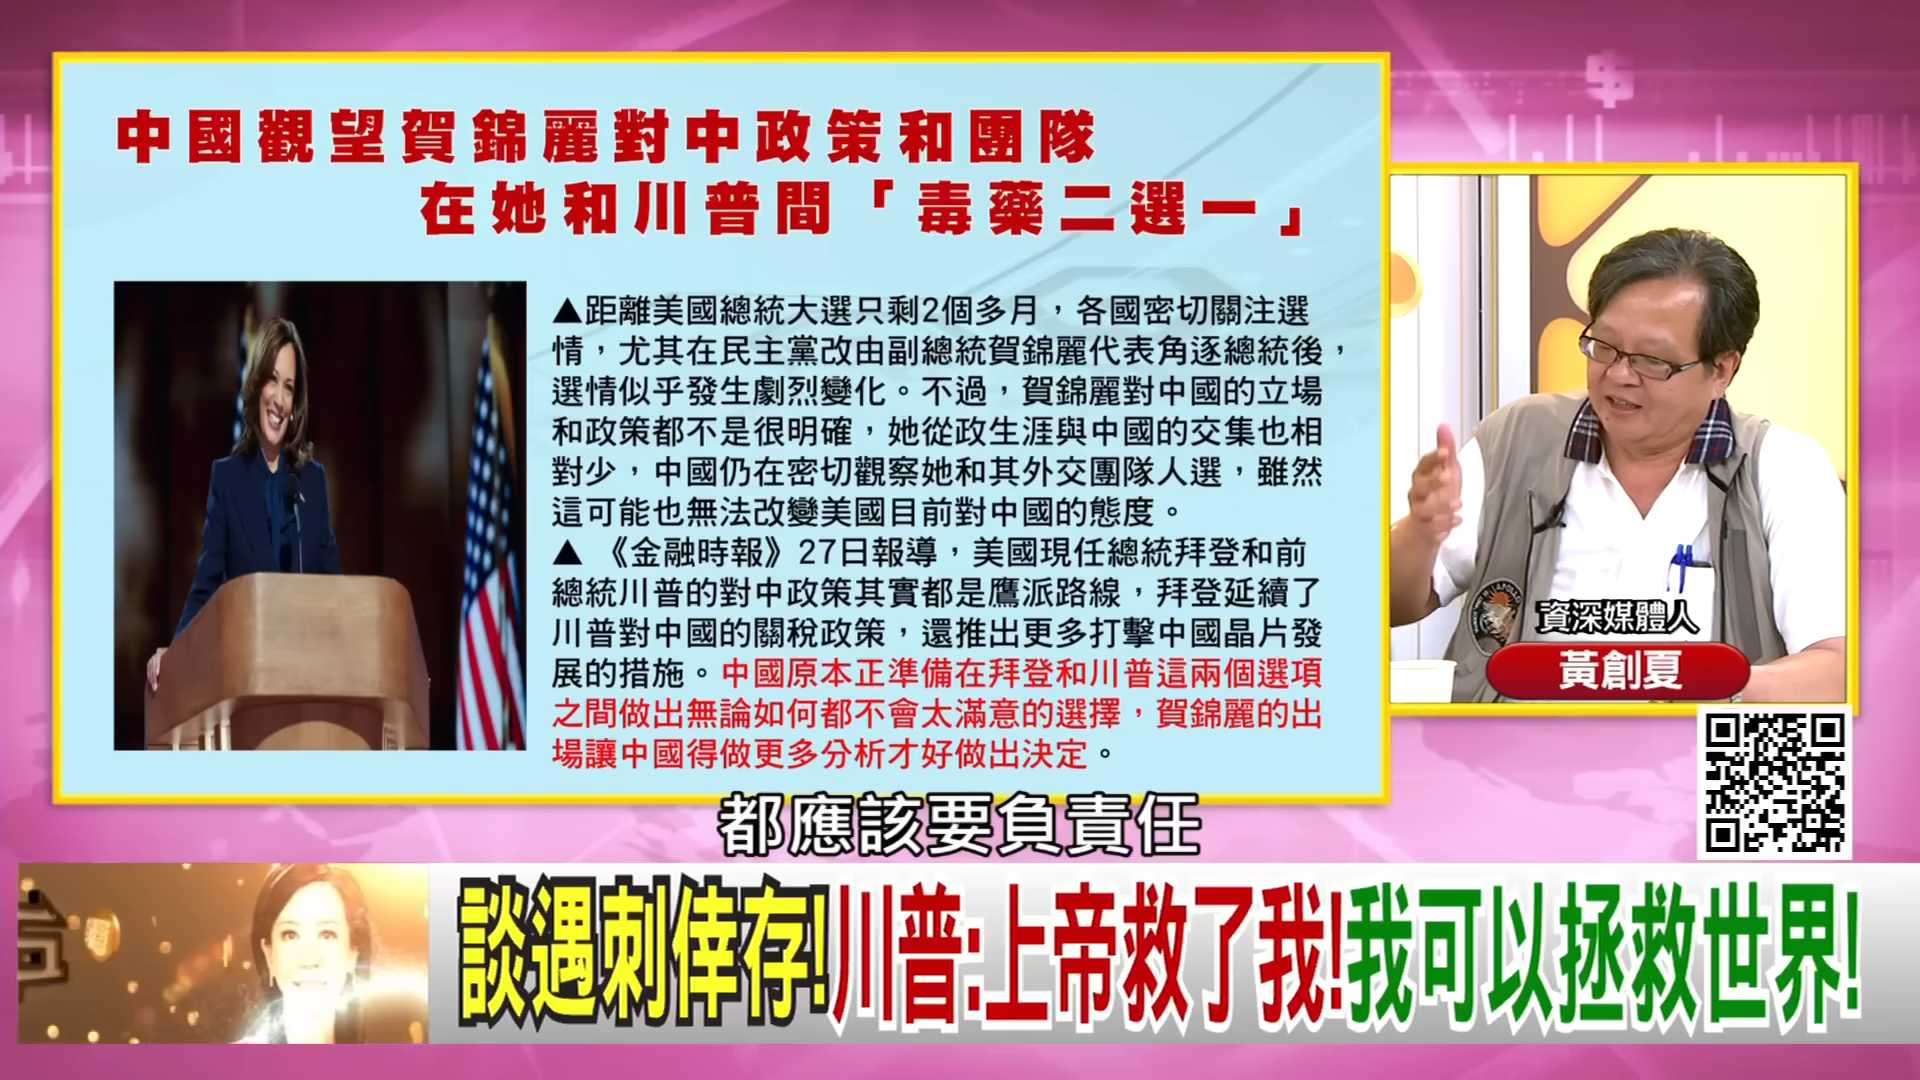 中國觀望賀錦麗對中政策和團隊
在她和川普間「毒藥二選一」
▲距離美國總統大選只剩2個多月，各國密切關注選
情，尤其在民主黨改由副總統賀錦麗代表角逐總統後，
選情似乎發生劇烈變化。不過，賀錦麗對中國的立場
和政策都不是很明確，她從政生涯與中國的交集也相
對少，中國仍在密切觀察她和其外交團隊人選，雖然
這可能也無法改變美國目前對中國的態度。
▲ 《金融時報》27日報導，美國現任總統拜登和前
總統川普的對中政策其實都是鷹派路線，拜登延續了
川普對中國的關稅政策，還推出更多打擊中國晶片發
展的措施。中國原本正準備在拜登和川普這兩個選項
之間做出無論如何都不會太滿意的選擇，賀錦麗的出
場讓中國得做更多分析才好做出決定。
資深媒體人
黃創夏
都應該要負責任
談遇刺倖存!川普:上帝救了我!我可以拯救世界!